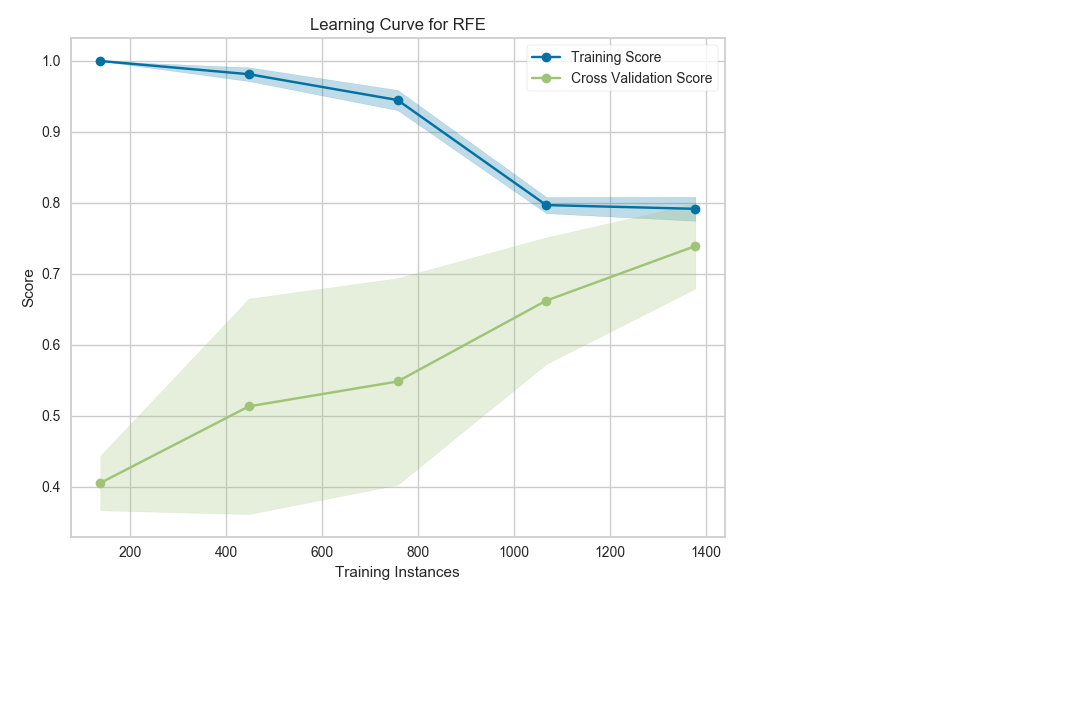 Learning Curve for RFE
Training Score
Cross Validation Score
1.0
0.9
0.8
0.7
0.6
0.5
0.4
Score
200 400 600 800 1000 1200 1400
Training Instances